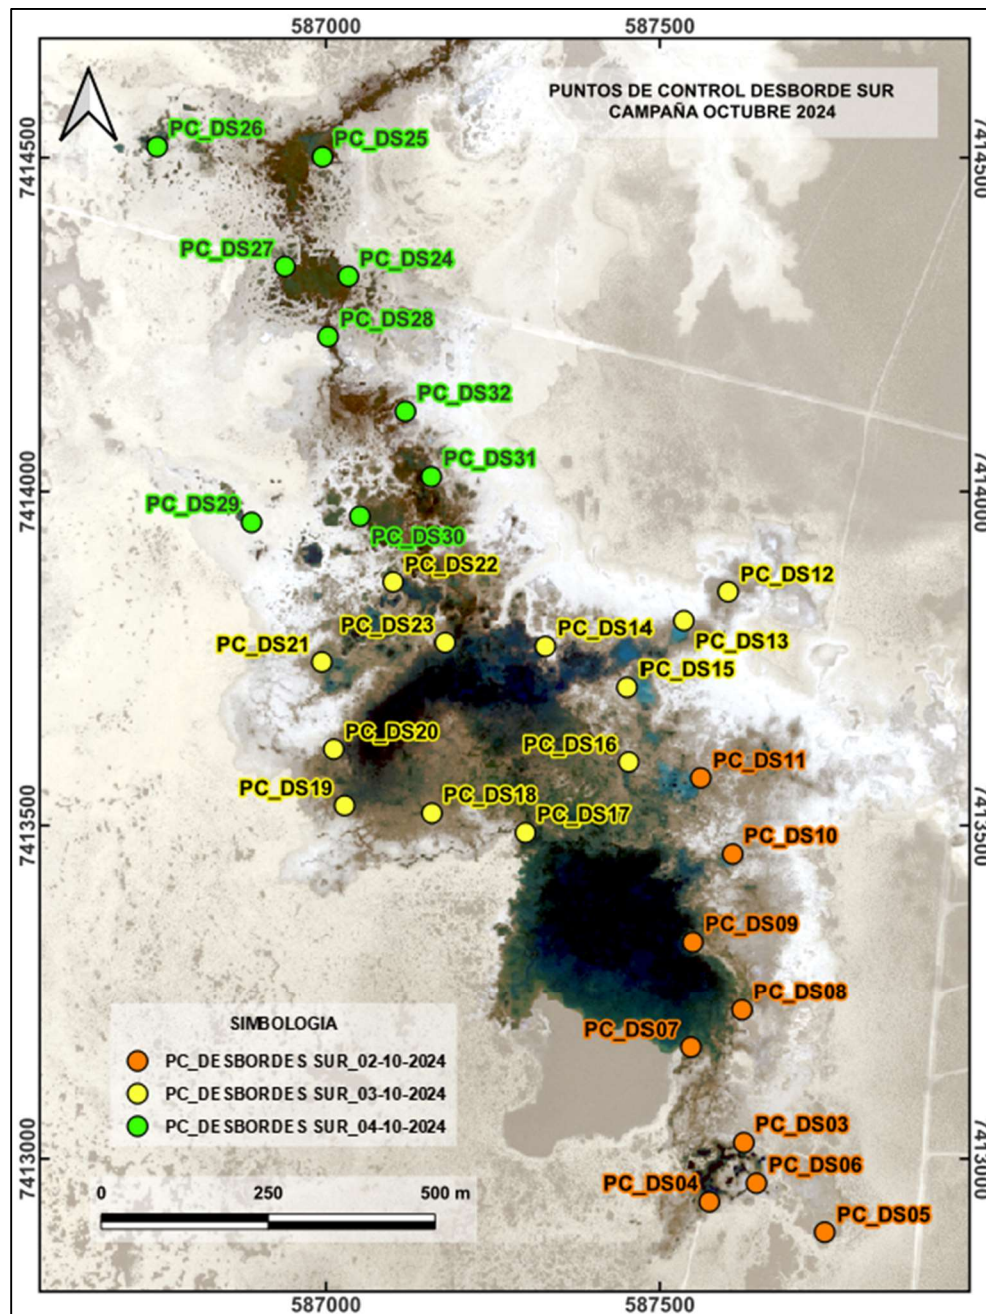 587000
587500
PUNTOS DE CONTROL DESBORDE SUR
CAMPAÑA OCTUBRE 2024
PC_DS26
PC_DS25
7414500
7414500
PC_DS27
PC_DS24
PC_DS28
PC_DS32
PC_DS31
7414000
7414000
PC_DS29
PC_DS30
PC_DS22
PC_DS12
PC_DS23
PC_DS14
PC_DS13
PC_DS21
PC_DS15
PC_DS20
PC_DS16
PC_DS11
PC_DS19
PC_DS18
PC_DS17
7413500
7413500
PC_DS10
PC_DS09
PC_DS08
PC_DS07
SIMBOLOGIA
PC_DESBORDES SUR_02-10-2024
PC_DESBORDES SUR_03-10-2024
PC_DESBORDES SUR_04-10-2024
PC_DS03
7413000
7413000
PC_DS06
PC_DS04
PC_DS05
0 250 500 m
587000
587500